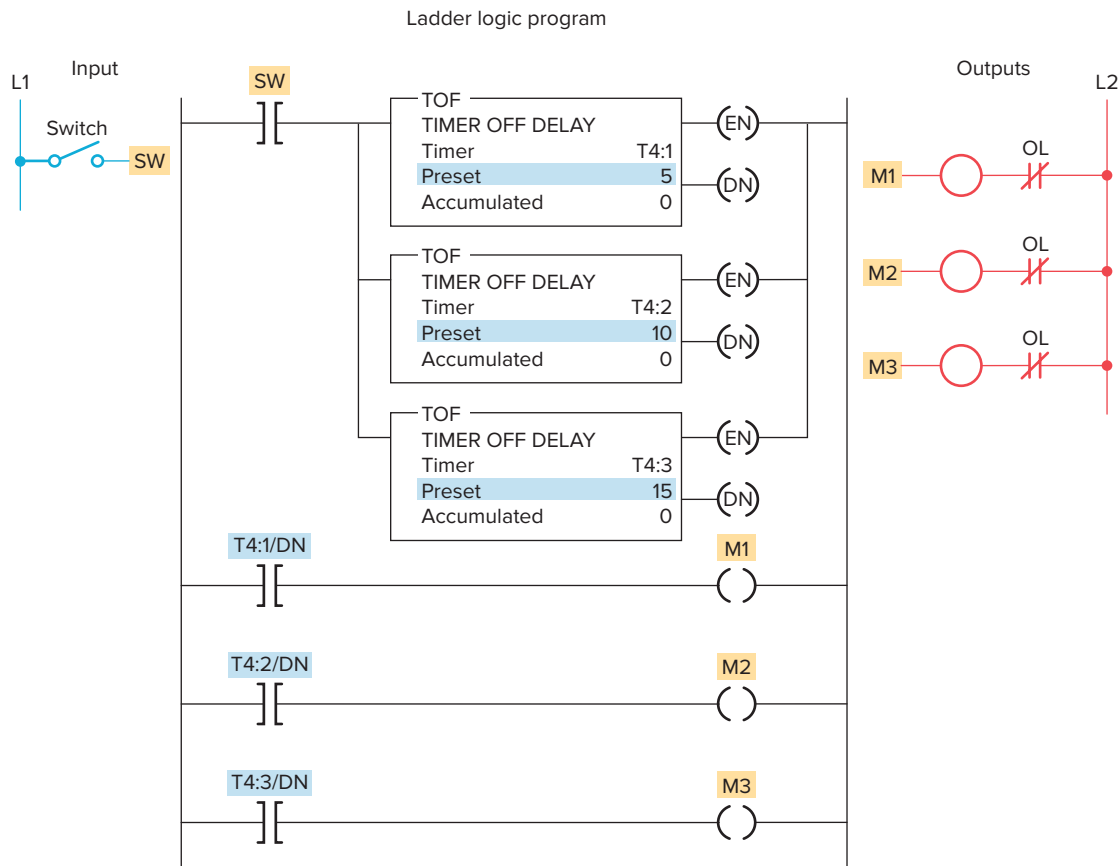 Ladder logic program
Input
L1
Switch
SW
SW
TOF
TIMER OFF DELAY
Timer T4:1
Preset 5
Accumulated 0
EN
DN
TOF
TIMER OFF DELAY
Timer T4:2
Preset 10
Accumulated 0
EN
DN
TOF
TIMER OFF DELAY
Timer T4:3
Preset 15
Accumulated 0
EN
DN
T4:1/DN
M1
T4:2/DN
M2
T4:3/DN
M3
Outputs
L2
OL
M1
OL
M2
OL
M3